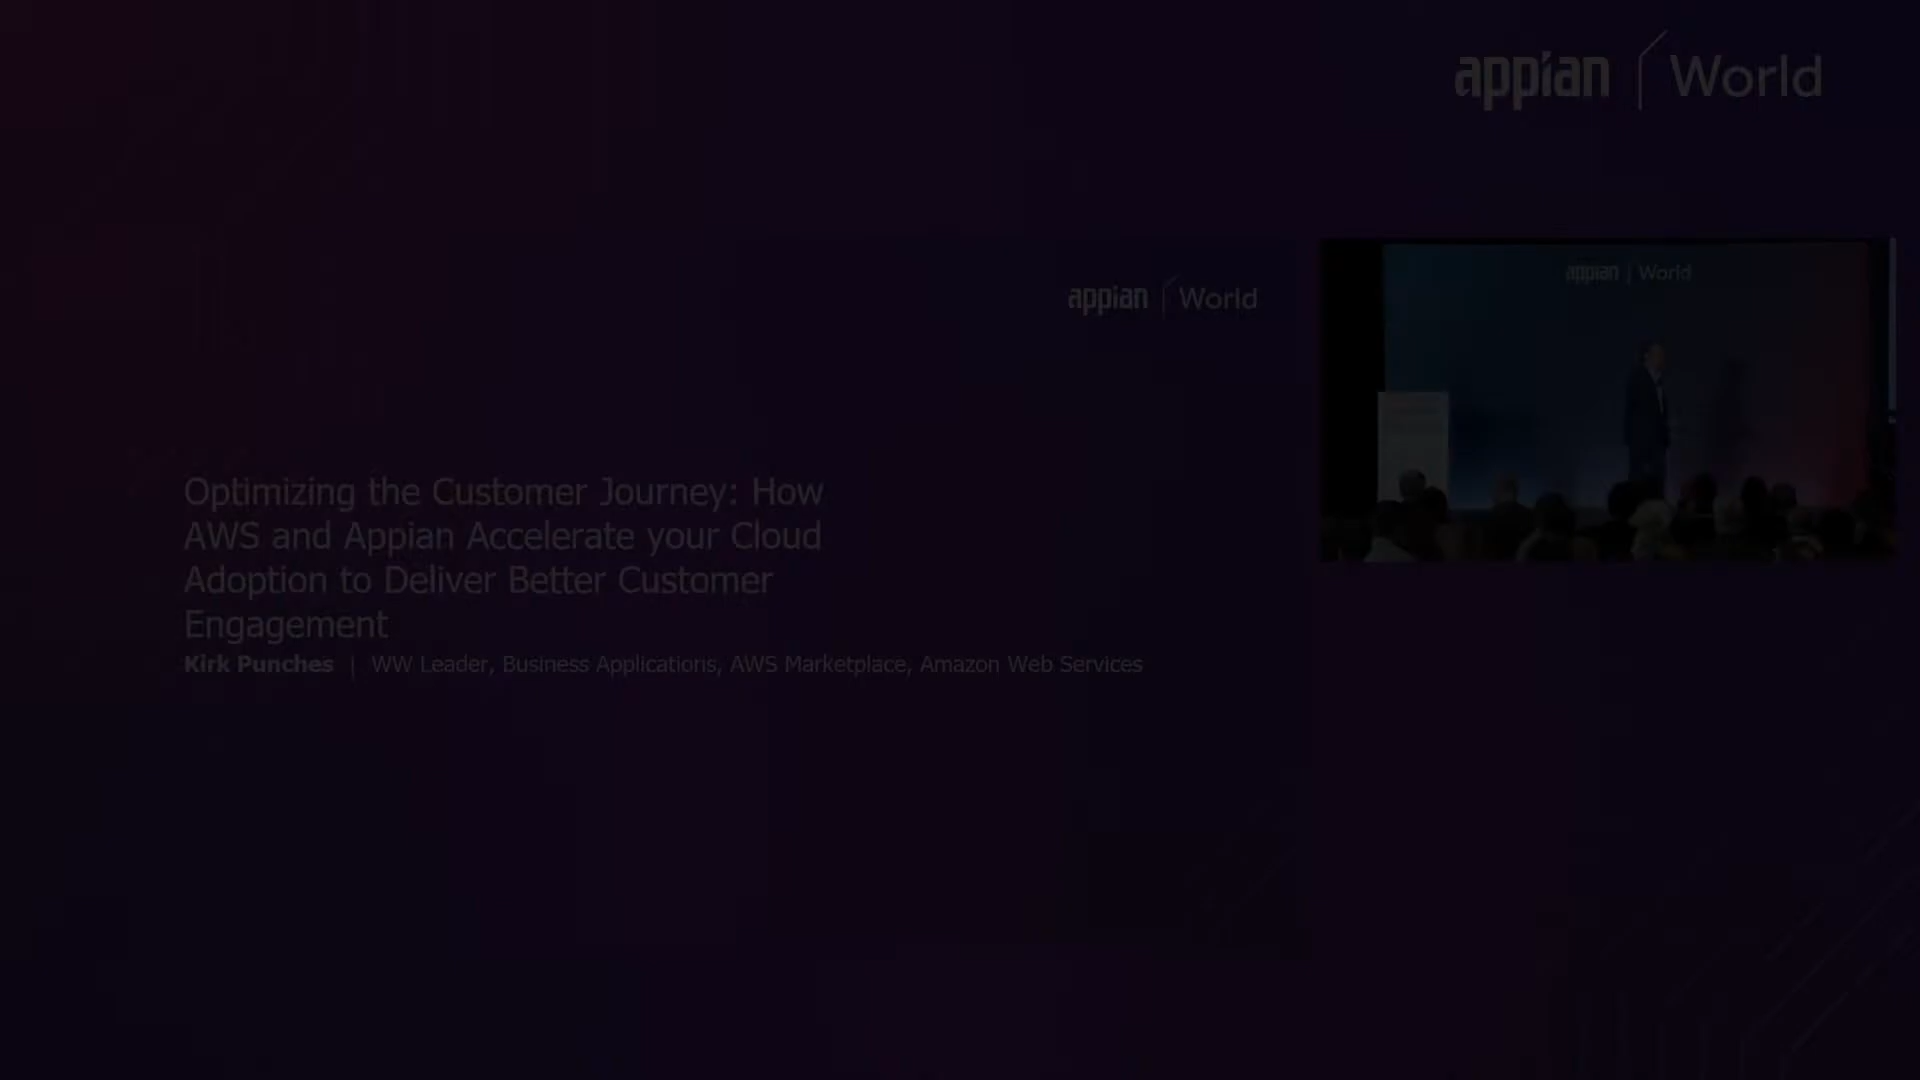 appian World
appian World
appian World
Optimizing the Customer Journey: How
AWS and Appian Accelerate your Cloud
Adoption to Deliver Better Customer
Engagement
Kirk Punches | WW Leader, Business Applications, AWS Marketplace, Amazon Web Services